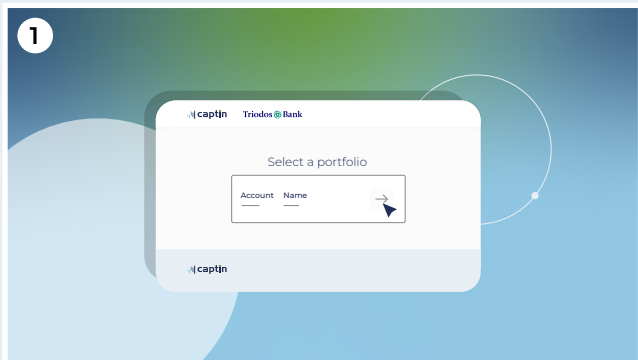 1
captin Triodos Bank
Select a portfolio
Account Name
captin